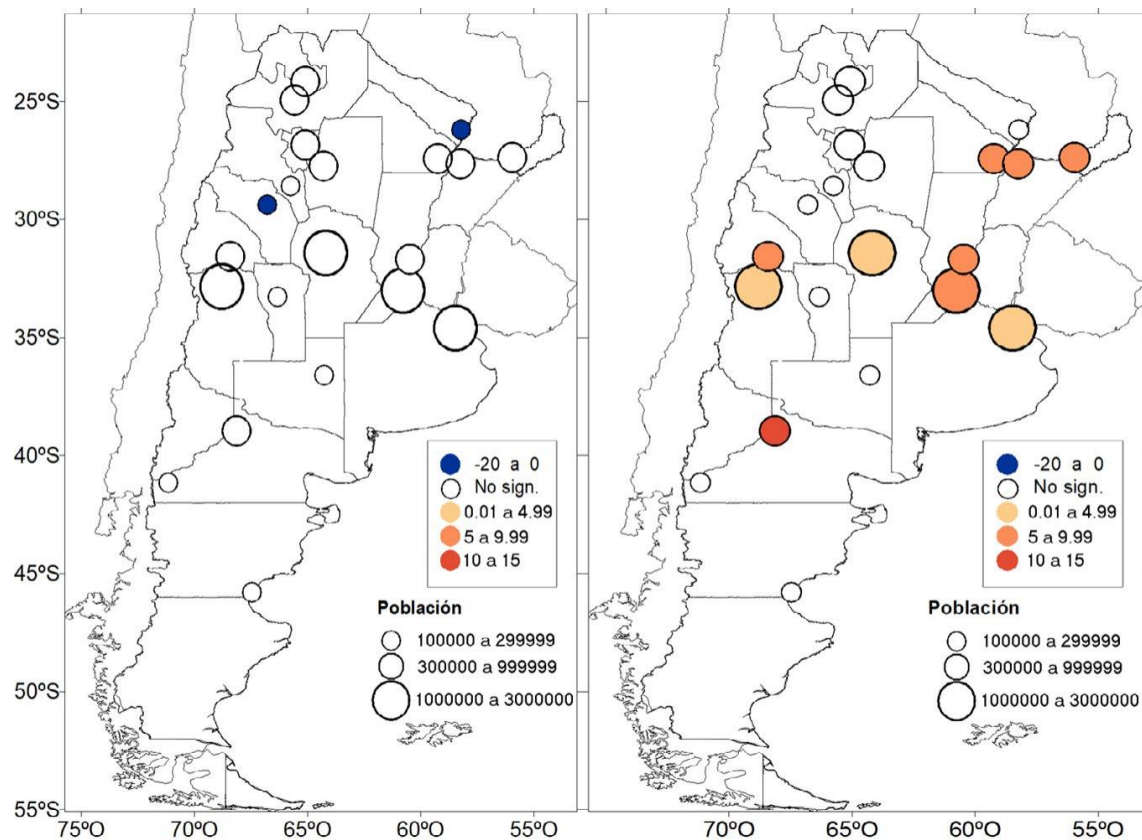 75ºO 70ºO 65ºO 60ºO 55ºO
25ºS
30ºS
35ºS
40ºS
45ºS
50ºS
55ºS
-20 a 0
No sign.
0.01 a 4.99
5 a 9.99
10 a 15
Población
100000 a 299999
300000 a 999999
1000000 a 3000000
-20 a 0
No sign.
0.01 a 4.99
5 a 9.99
10 a 15
Población
100000 a 299999
300000 a 999999
1000000 a 3000000
70ºO 65ºO 60ºO 55ºO